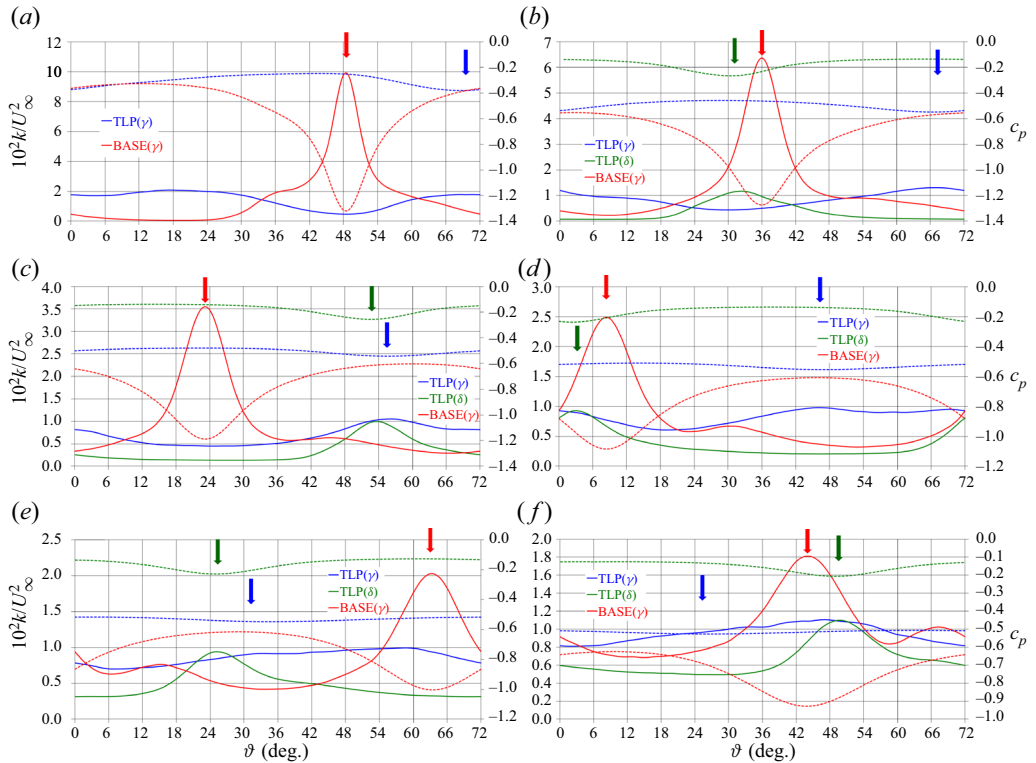 (a)
(b)
12
10
8
6
4
2
0
10²k/U²∞
0.0
–0.2
–0.4
–0.6
–0.8
–1.0
–1.2
–1.4
TLP(γ)
BASE(γ)
0 6 12 18 24 30 36 42 48 54 60 66 72
7
6
5
4
3
2
1
0
0.0
–0.2
–0.4
–0.6
–0.8
–1.0
–1.2
–1.4
c_p
TLP(γ)
TLP(δ)
BASE(γ)
0 6 12 18 24 30 36 42 48 54 60 66 72
(c)
(d)
4.0
3.5
3.0
2.5
2.0
1.5
1.0
0.5
0.0
10²k/U²∞
0.0
–0.2
–0.4
–0.6
–0.8
–1.0
–1.2
–1.4
TLP(γ)
TLP(δ)
BASE(γ)
0 6 12 18 24 30 36 42 48 54 60 66 72
3.0
2.5
2.0
1.5
1.0
0.5
0.0
0.0
–0.2
–0.4
–0.6
–0.8
–1.0
–1.2
c_p
TLP(γ)
TLP(δ)
BASE(γ)
0 6 12 18 24 30 36 42 48 54 60 66 72
(e)
(f)
2.5
2.0
1.5
1.0
0.5
0.0
10²k/U²∞
0.0
–0.2
–0.4
–0.6
–0.8
–1.0
–1.2
TLP(γ)
TLP(δ)
BASE(γ)
0 6 12 18 24 30 36 42 48 54 60 66 72
ϑ (deg.)
2.0
1.8
1.6
1.4
1.2
1.0
0.8
0.6
0.4
0.2
0.0
0.0
–0.1
–0.2
–0.3
–0.4
–0.5
–0.6
–0.7
–0.8
–0.9
–1.0
c_p
TLP(γ)
TLP(δ)
BASE(γ)
0 6 12 18 24 30 36 42 48 54 60 66 72
ϑ (deg.)